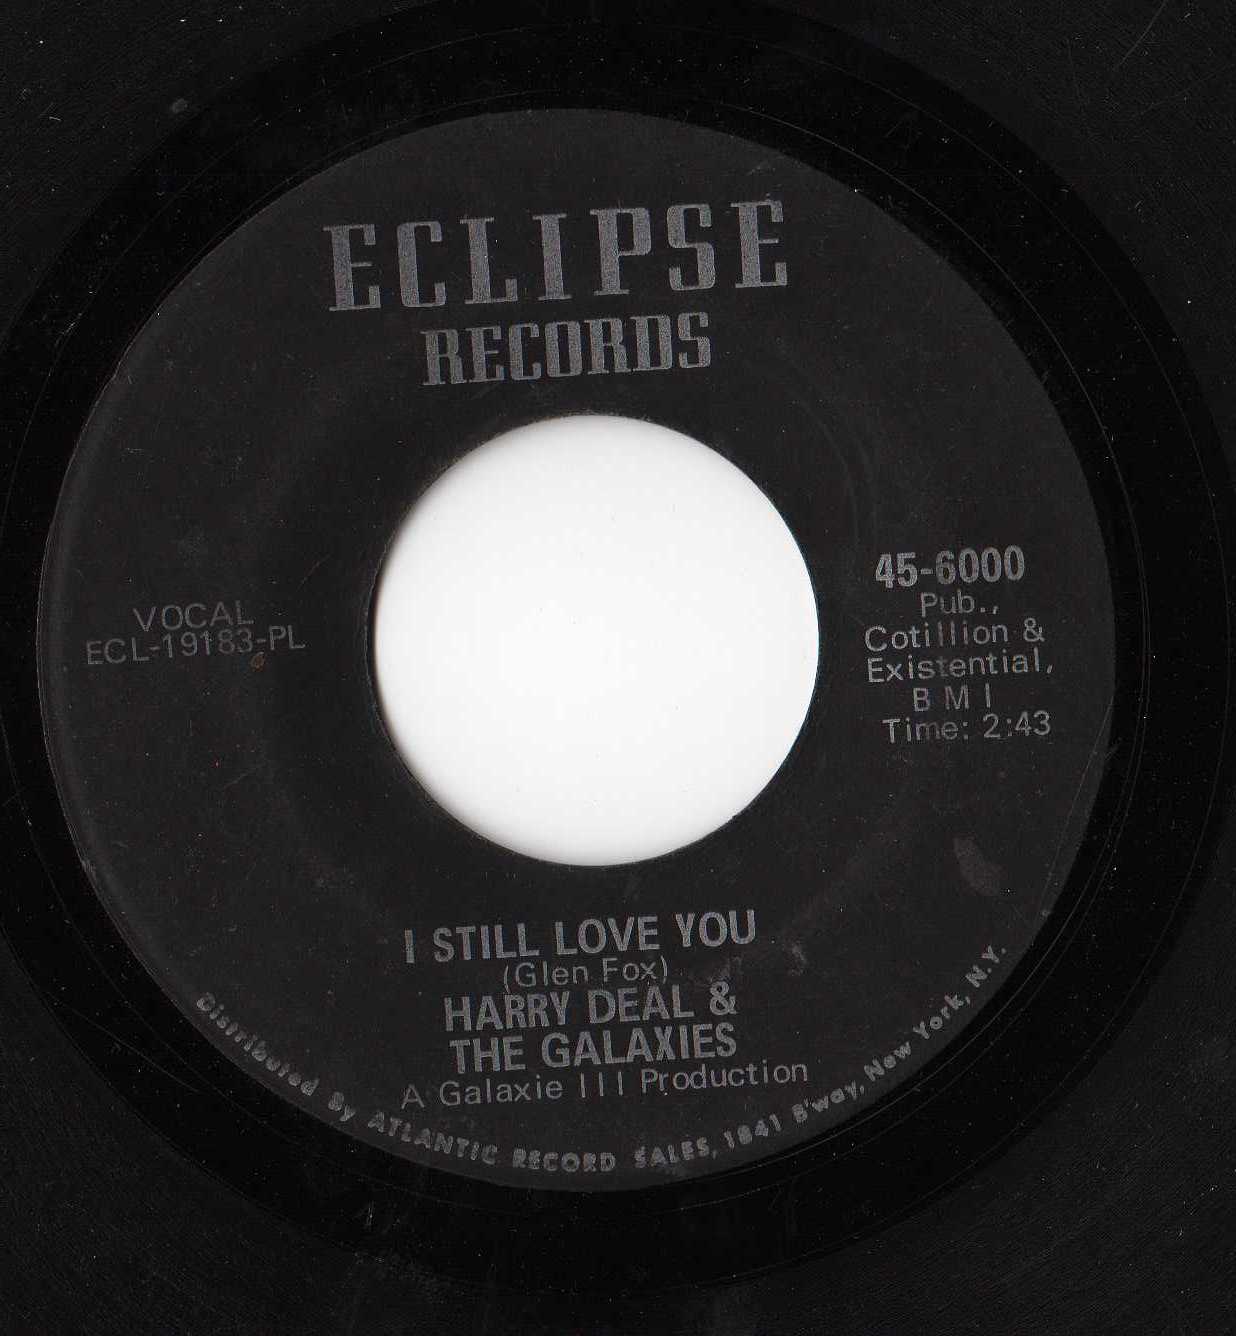 ECLIPSE
RECORDS
VOCAL
ECL-19183-PL
45-6000
Pub.,
Cotillion &
Existential,
BMI
Time: 2:43
I STILL LOVE YOU
(Glen Fox)
HARRY DEAL &
THE GALAXIES
A Galaxie III Production
Distributed By ATLANTIC RECORD SALES, 1841 B'way, New York, N.Y.